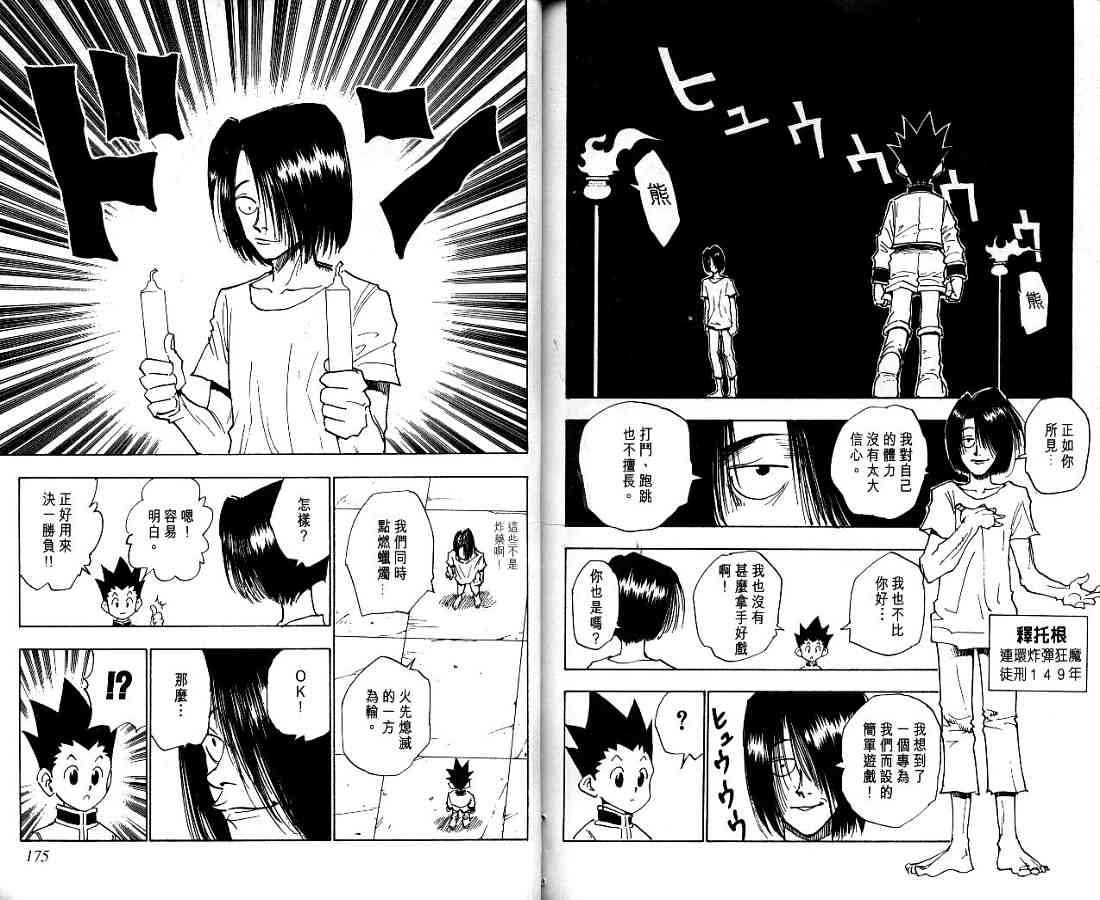 ヒュウウウウ
熊
熊
正如你
所見…
我對自己
的體力
沒有太大
信心。
打鬥、跑跳
也不擅長。
釋托根
連環炸彈狂魔
徒刑149年
我也不比
你好…
我也沒有
甚麼拿手好戲
啊！
你也是嗎？
我想到了
一個專為
我們而設的
簡單遊戲！
ヒュウウウ
？
ドン
這些不是
炸藥啊！
我們同時
點燃蠟燭…
火先熄滅
的一方
為輸。
怎樣？
嗯！
容易
明白。
正好用來
決一勝負!!
OK！
那麼…
!?
175